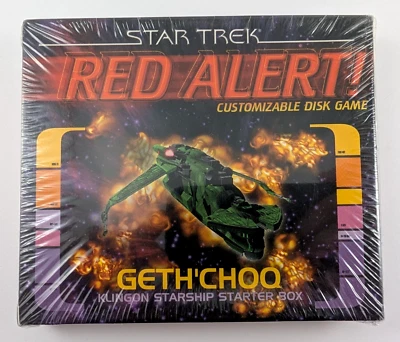 STAR TREK
RED ALERT!
CUSTOMIZABLE DISK GAME
GETH'CHOQ
KLINGON STARSHIP STARTER BOX